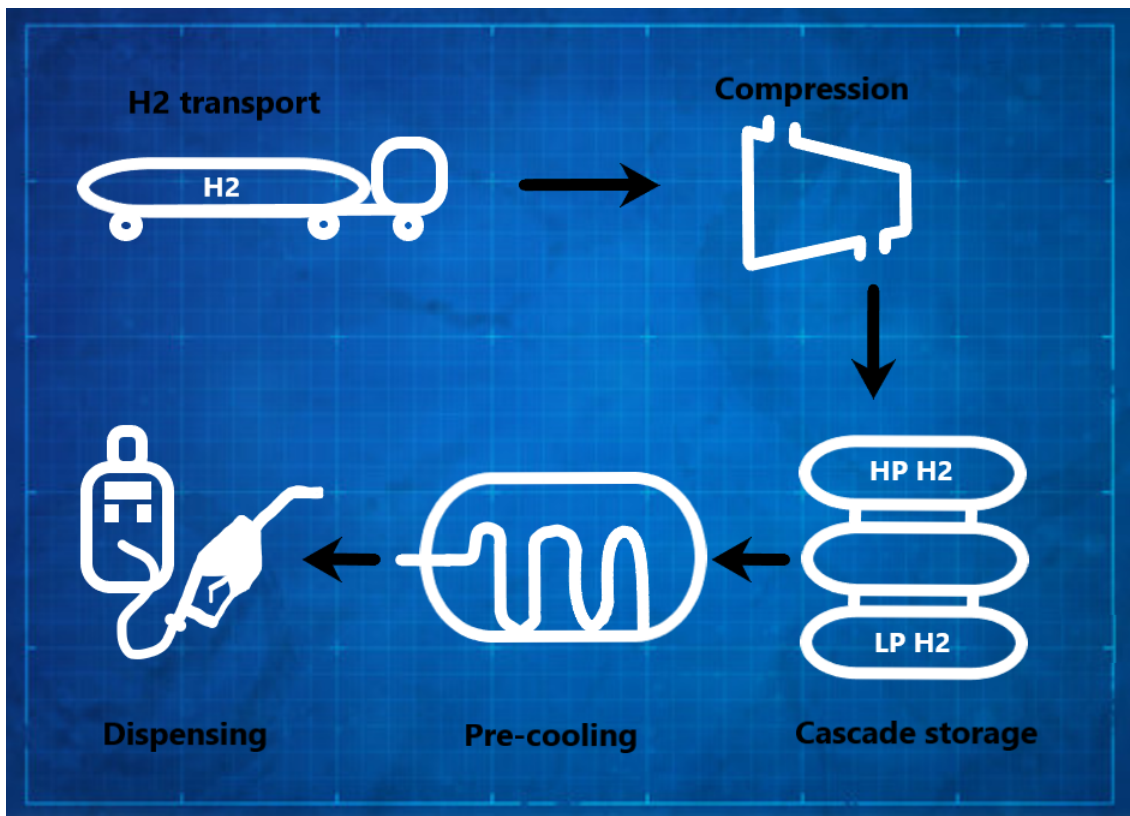 H2 transport
Compression
H2
HP H2
LP H2
Dispensing
Pre-cooling
Cascade storage